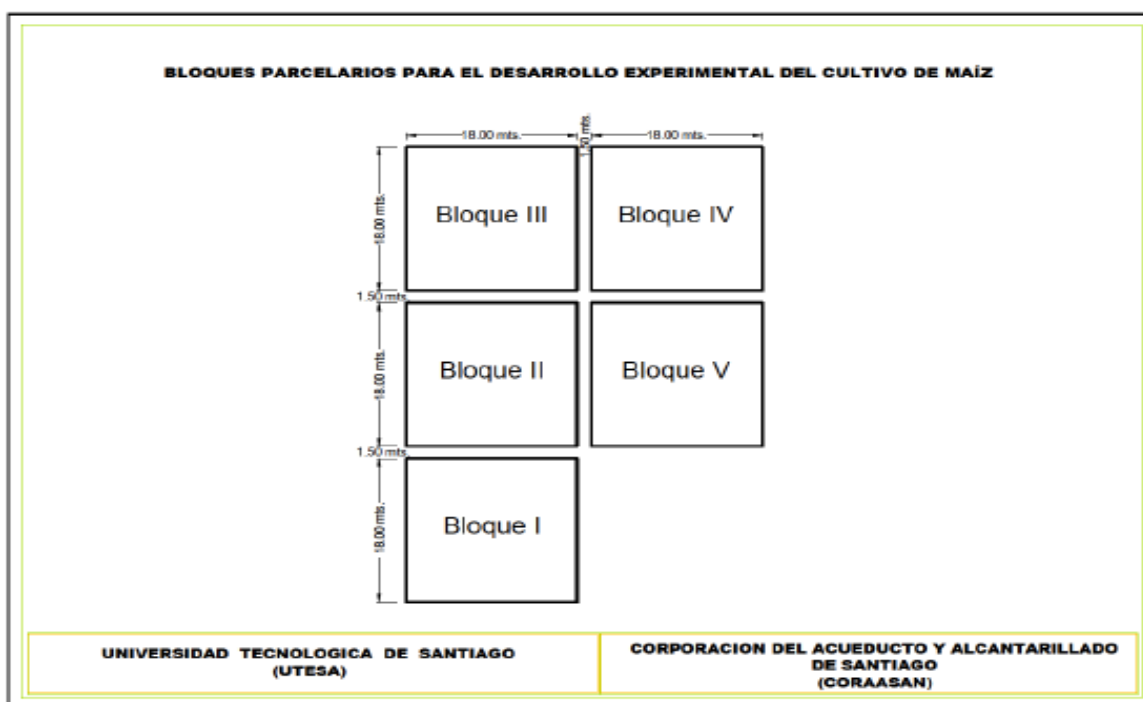 BLOQUES PARCELARIOS PARA EL DESARROLLO EXPERIMENTAL DEL CULTIVO DE MAÍZ
18.00 mts.
1.50 mts.
18.00 mts.
18.00 mts.
Bloque III
Bloque IV
1.50 mts.
18.00 mts.
Bloque II
Bloque V
1.50 mts.
18.00 mts.
Bloque I
UNIVERSIDAD TECNOLOGICA DE SANTIAGO
(UTESA)
CORPORACION DEL ACUEDUCTO Y ALCANTARILLADO
DE SANTIAGO
(CORAASAN)